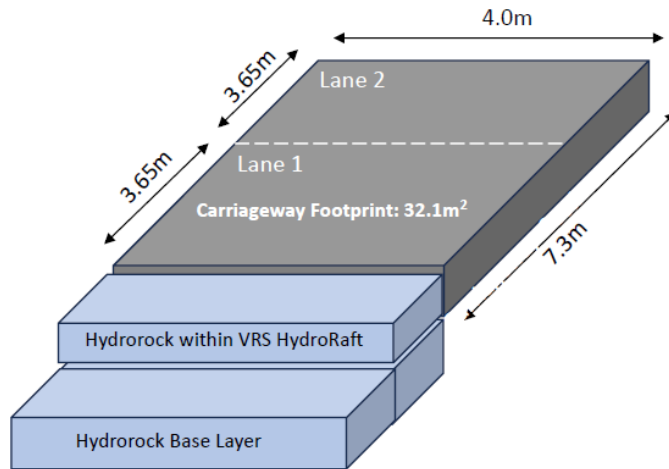 4.0m
3.65m
Lane 2
3.65m
Lane 1
Carriageway Footprint: 32.1m²
7.3m
Hydrorock within VRS HydroRaft
Hydrorock Base Layer